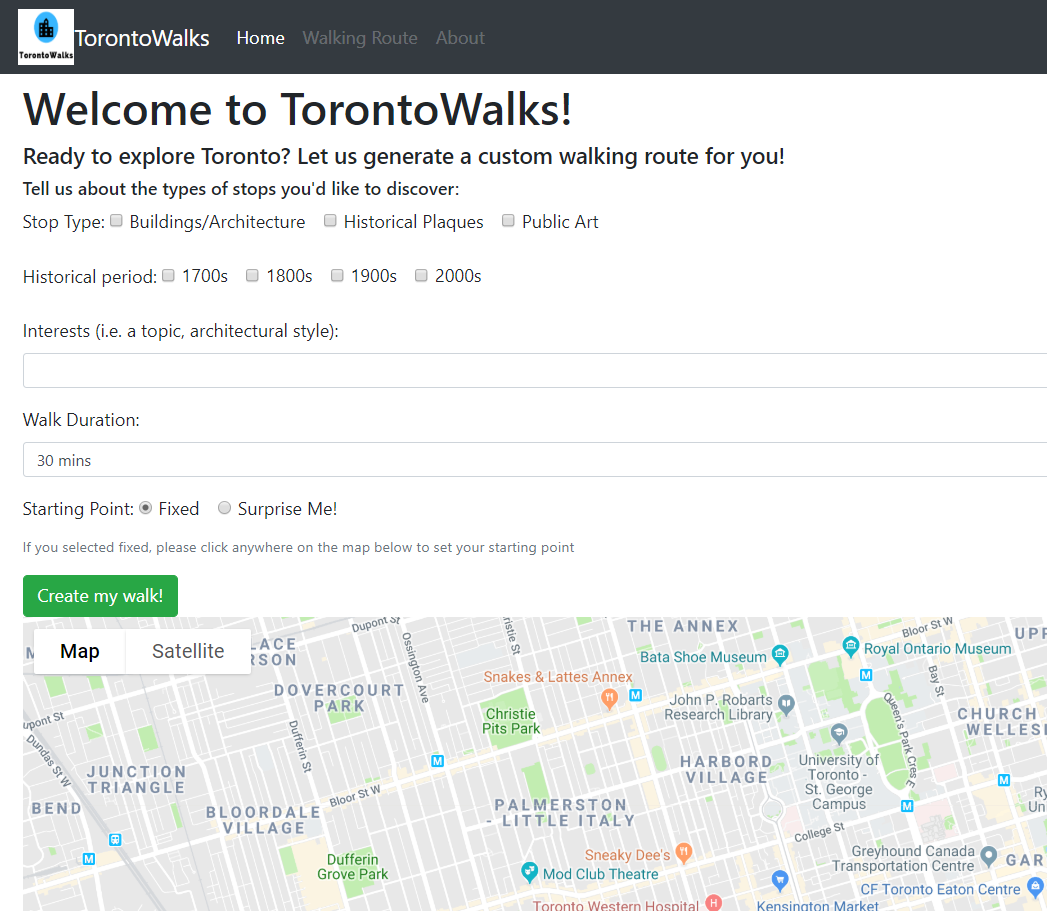 TorontoWalks
TorontoWalks Home Walking Route About
Welcome to TorontoWalks!
Ready to explore Toronto? Let us generate a custom walking route for you!
Tell us about the types of stops you'd like to discover:
Stop Type: Buildings/Architecture Historical Plaques Public Art
Historical period: 1700s 1800s 1900s 2000s
Interests (i.e. a topic, architectural style):
Walk Duration:
30 mins
Starting Point: Fixed Surprise Me!
If you selected fixed, please click anywhere on the map below to set your starting point
Create my walk!
Map Satellite
LACE
RSON
Dupont St
Ossington Ave
ristie St
THE ANNEX
Bloor St W
UPP
Bata Shoe Museum
Royal Ontario Museum
M
Bay St
Snakes & Lattes Annex
M
DOVERCOURT
PARK
John P. Robarts
Research Library
Christie
Pits Park
Queen's Park Cres E
CHURCH
WELLES
upont St
Dundas St W
Dufferin St
M
JUNCTION
TRIANGLE
HARBORD
VILLAGE
University of
Toronto -
St. George
Campus
M
Ry
Un
BEND
Bloor St W
BLOORDALE
VILLAGE
PALMERSTON
- LITTLE ITALY
M
College St
M
Dufferin
Grove Park
Sneaky Dee's
Mod Club Theatre
Greyhound Canada
Transportation Centre
GAR
CF Toronto Eaton Centre
Toronto Western Hospital
H
Kensington Market